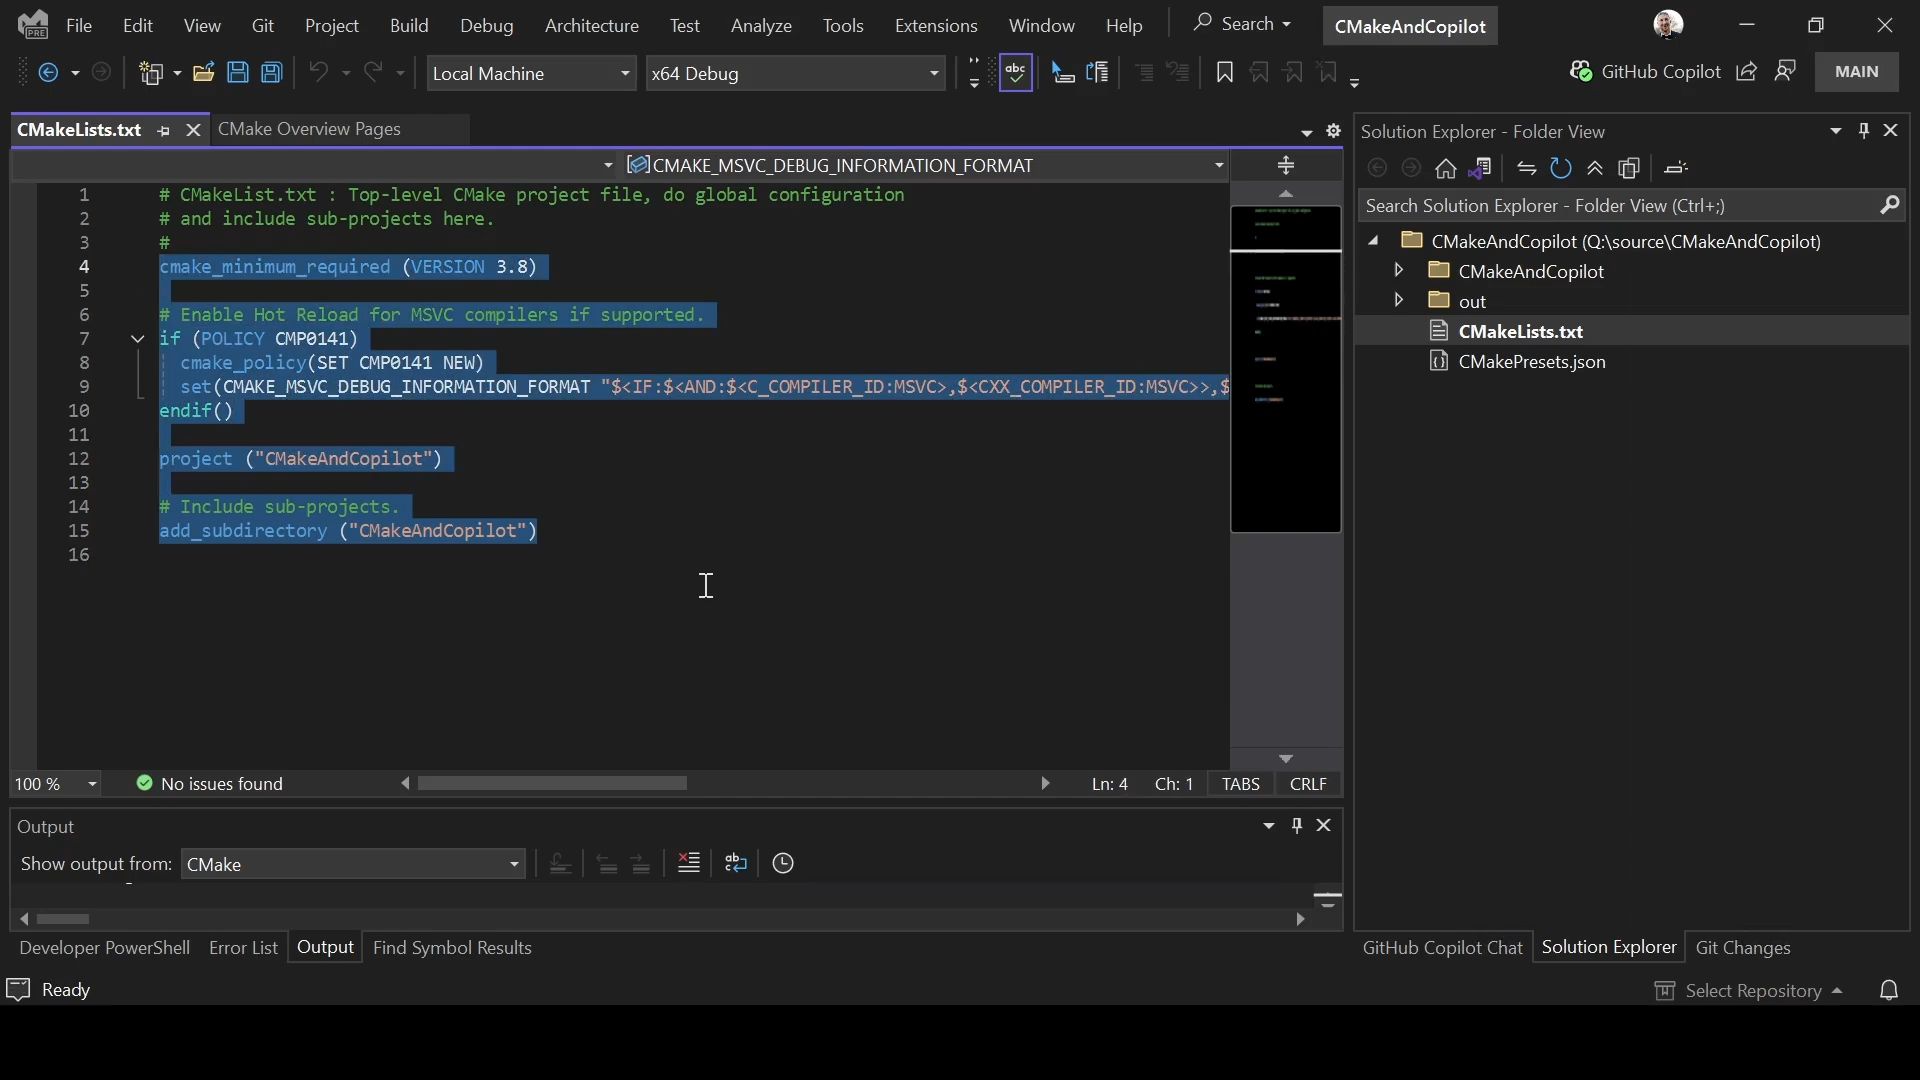 File Edit View Git Project Build Debug Architecture Test Analyze Tools Extensions Window Help Search CMakeAndCopilot
PRE
Local Machine x64 Debug abc GitHub Copilot MAIN
CMakeLists.txt CMake Overview Pages
CMAKE_MSVC_DEBUG_INFORMATION_FORMAT
1 # CMakeList.txt : Top-level CMake project file, do global configuration
2 # and include sub-projects here.
3 #
4 cmake_minimum_required (VERSION 3.8)
5
6 # Enable Hot Reload for MSVC compilers if supported.
7 if (POLICY CMP0141)
8 cmake_policy(SET CMP0141 NEW)
9 set(CMAKE_MSVC_DEBUG_INFORMATION_FORMAT "$<IF:$<AND:$<C_COMPILER_ID:MSVC>,$<CXX_COMPILER_ID:MSVC>>,$
10 endif()
11
12 project ("CMakeAndCopilot")
13
14 # Include sub-projects.
15 add_subdirectory ("CMakeAndCopilot")
16
100 % No issues found Ln: 4 Ch: 1 TABS CRLF
Output
Show output from: CMake
Developer PowerShell Error List Output Find Symbol Results
Solution Explorer - Folder View
Search Solution Explorer - Folder View (Ctrl+;)
CMakeAndCopilot (Q:\source\CMakeAndCopilot)
CMakeAndCopilot
out
CMakeLists.txt
CMakePresets.json
GitHub Copilot Chat Solution Explorer Git Changes
Ready Select Repository